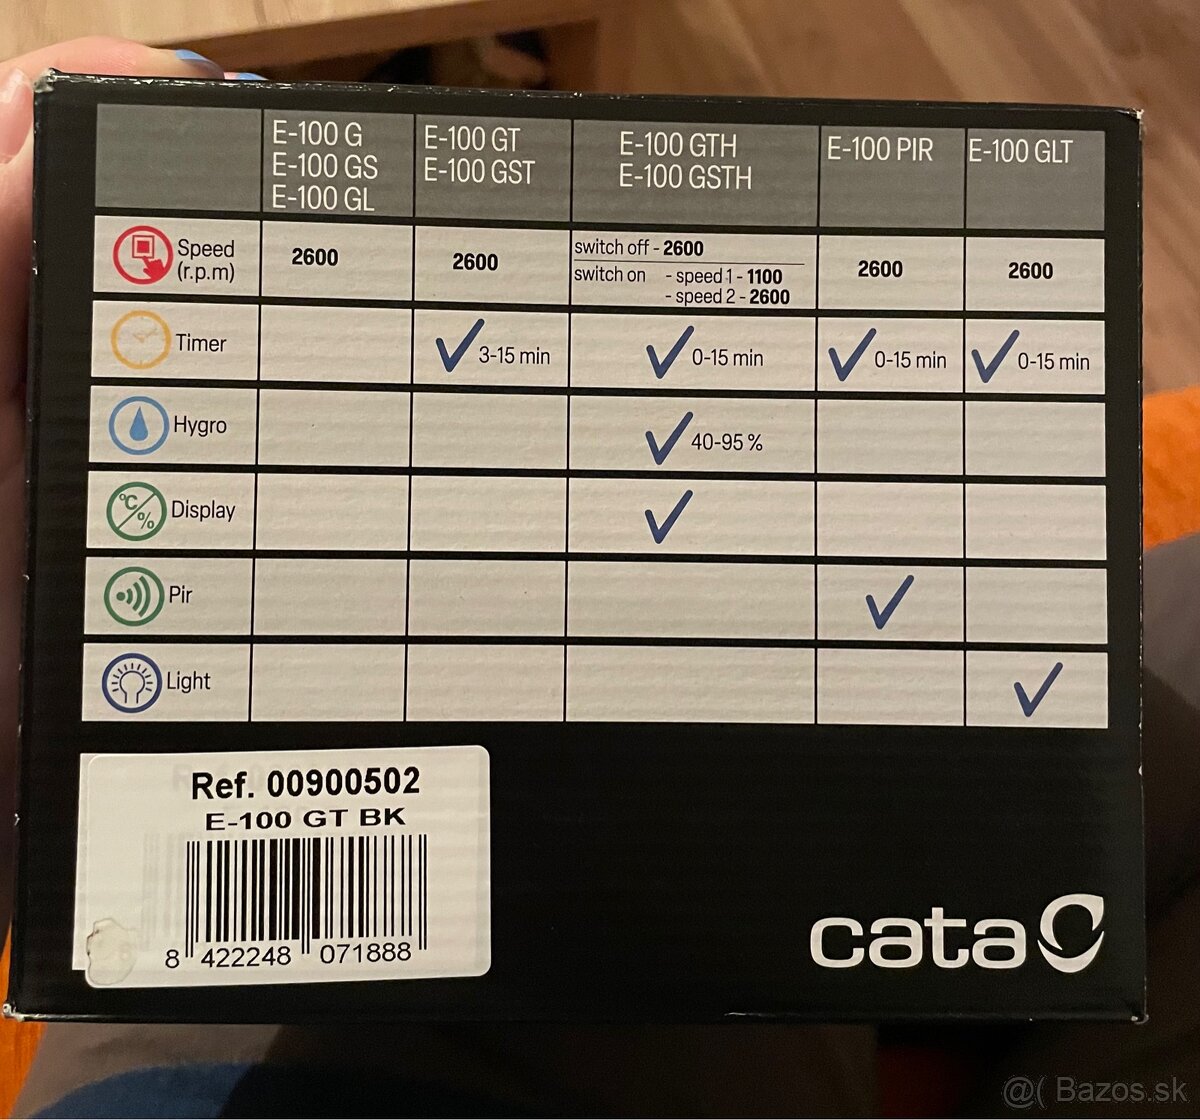 E-100 G
E-100 GS
E-100 GL
E-100 GT
E-100 GST
E-100 GTH
E-100 GSTH
E-100 PIR
E-100 GLT
Speed
(r.p.m)
2600
2600
switch off - 2600
switch on - speed 1 - 1100
- speed 2 - 2600
2600
2600
Timer
3-15 min
0-15 min
0-15 min
0-15 min
Hygro
40-95 %
°C
%
Display
Pir
Light
Ref. 00900502
E-100 GT BK
8 422248 071888
cata
@( Bazos.sk